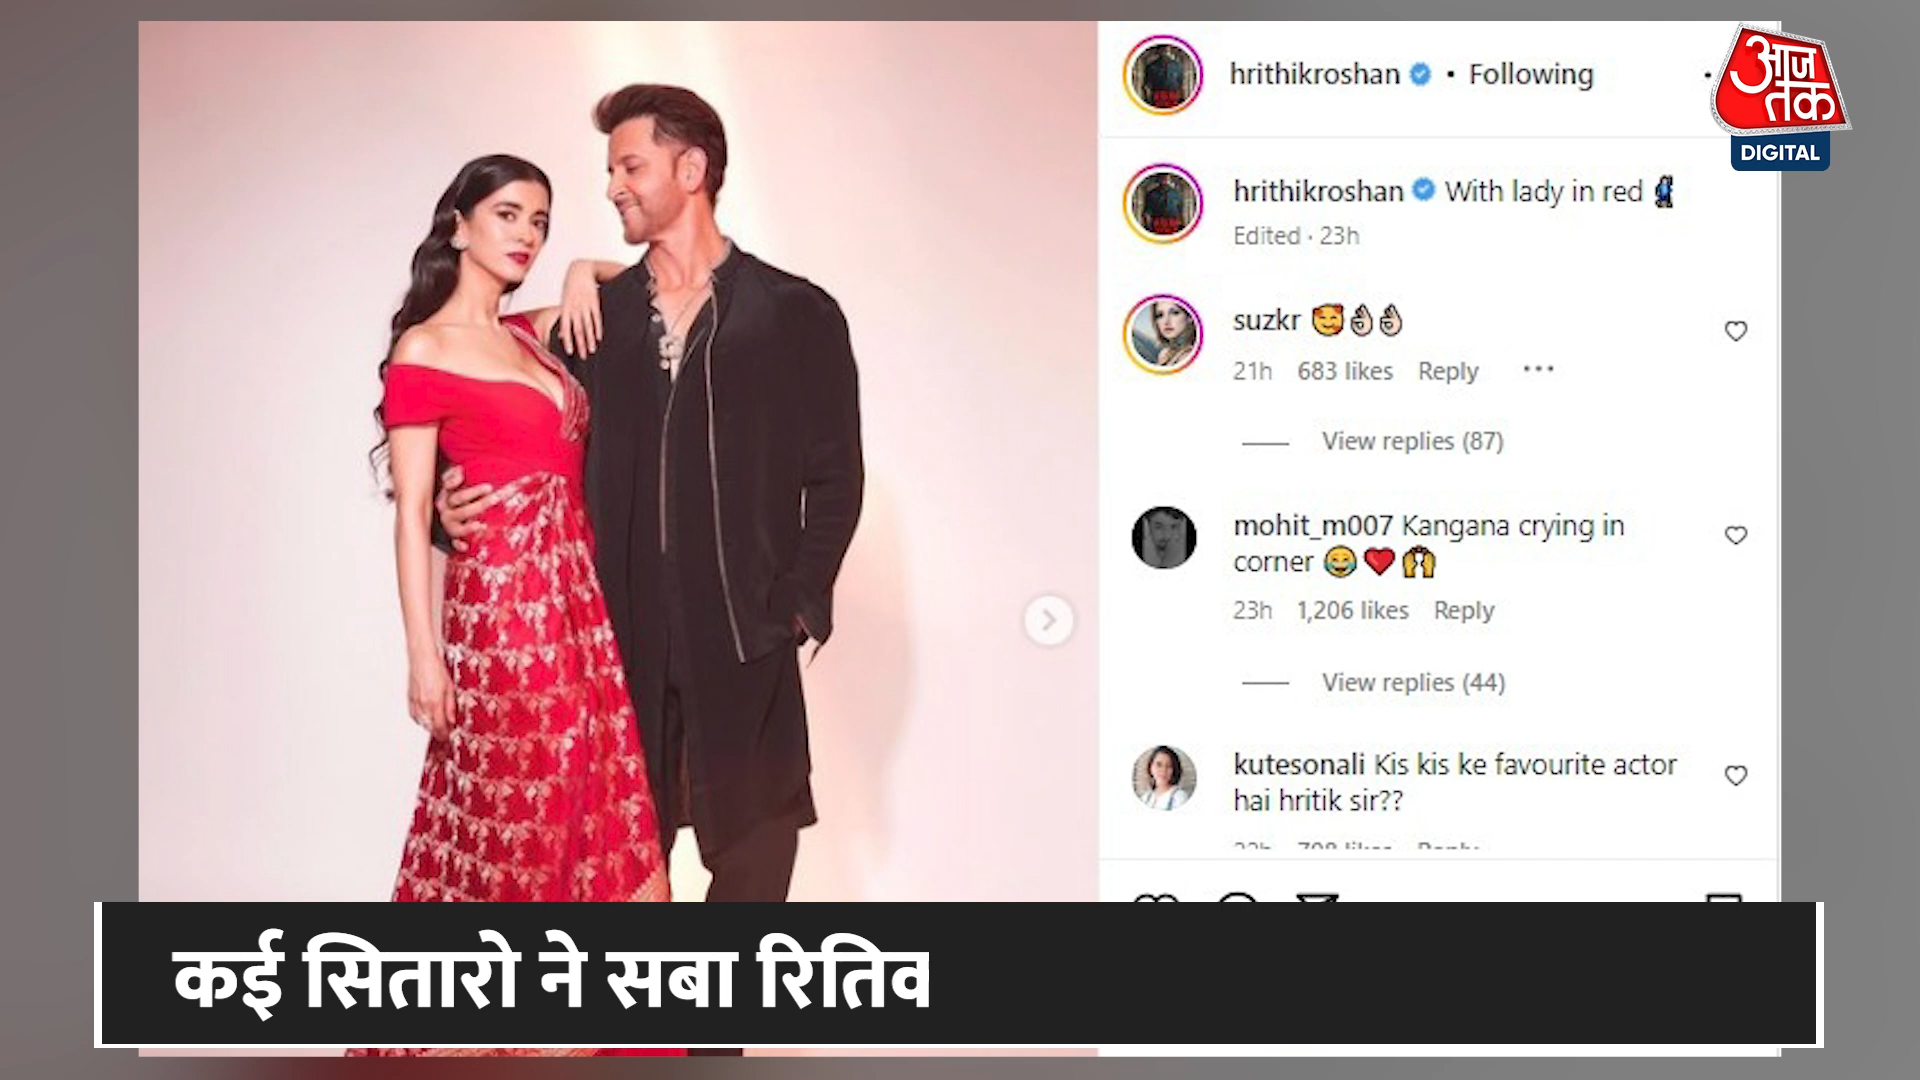 hrithikroshan • Following
आज
तक
DIGITAL
hrithikroshan With lady in red
Edited · 23h
suzkr 🥰👌🏻👌🏻
21h 683 likes Reply ...
View replies (87)
mohit_m007 Kangana crying in
corner 😂❤️🙌
23h 1,206 likes Reply
View replies (44)
kutesonali Kis kis ke favourite actor
hai hritik sir??
कई सितारो ने सबा